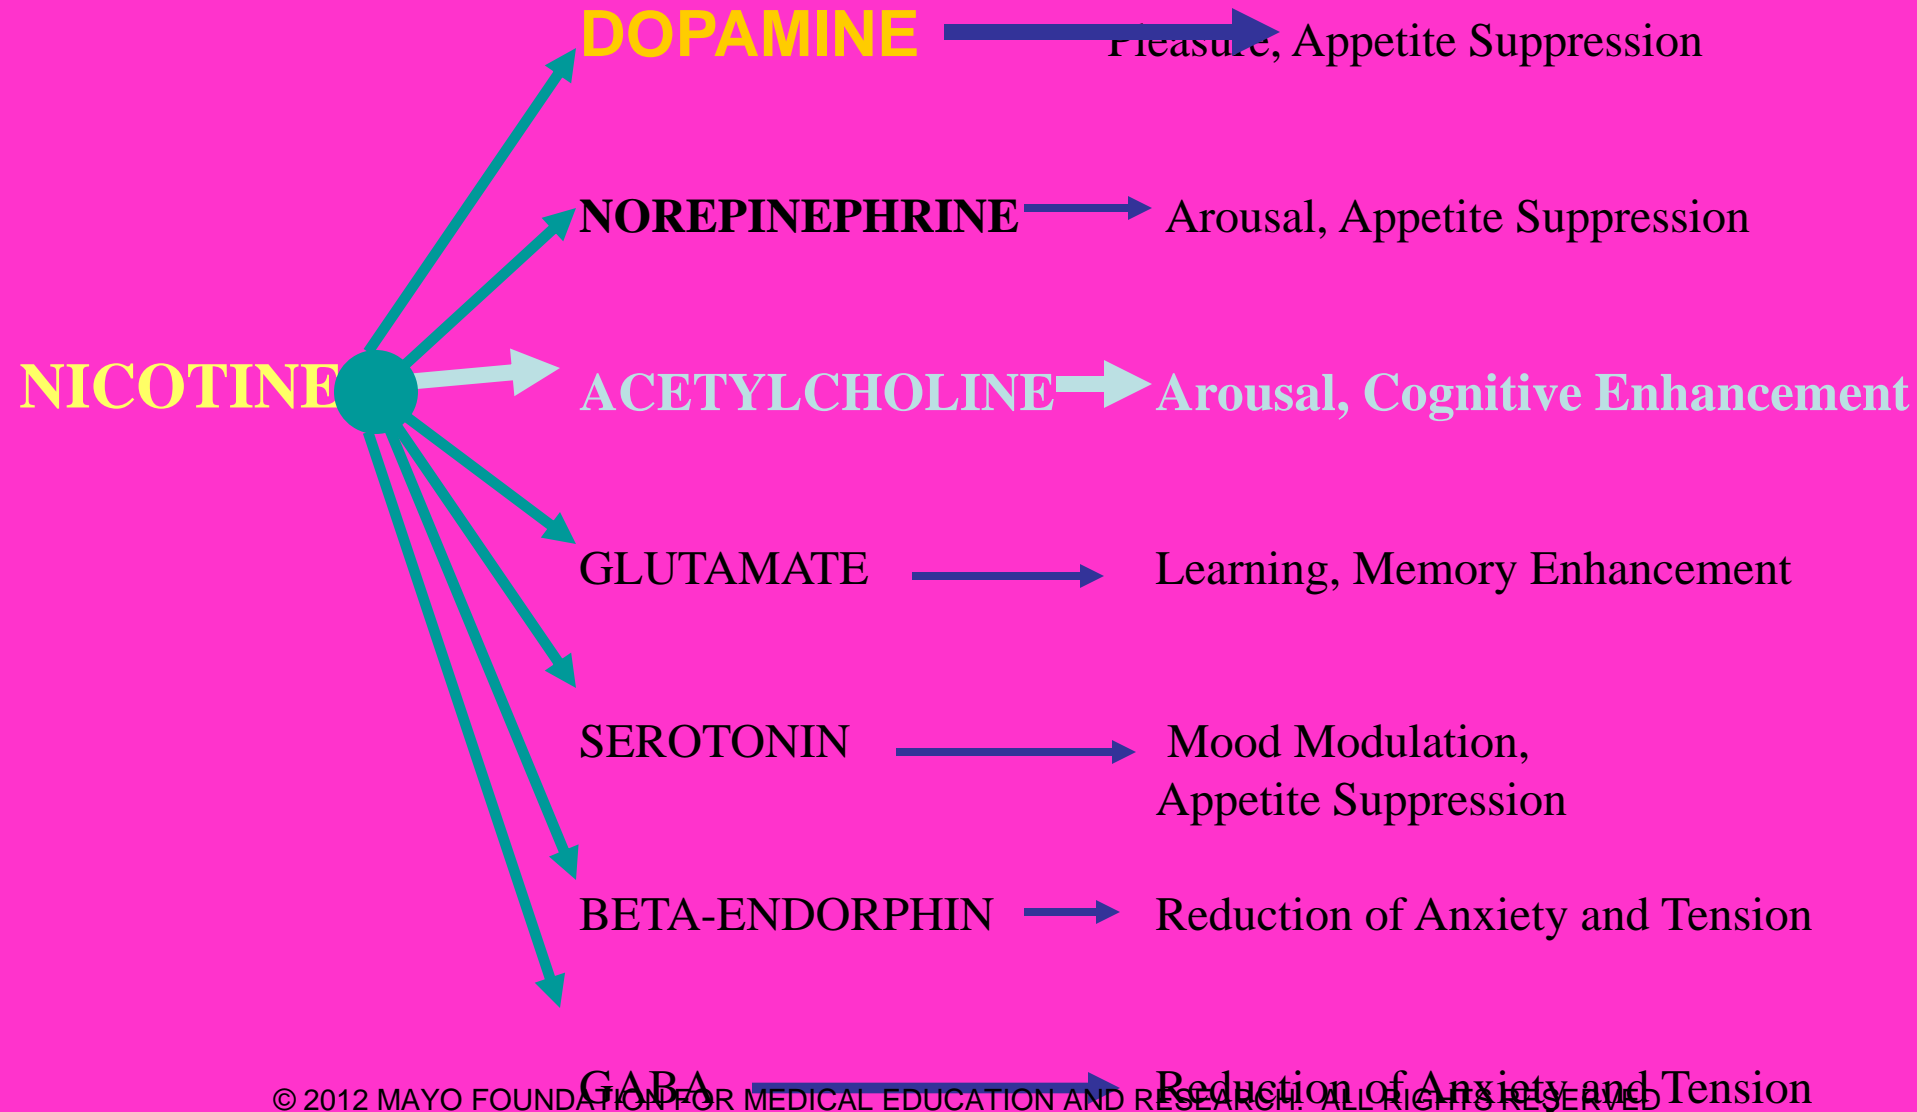 DOPAMINE Pleasure, Appetite Suppression
NOREPINEPHRINE Arousal, Appetite Suppression
NICOTINE ACETYLCHOLINE Arousal, Cognitive Enhancement
GLUTAMATE Learning, Memory Enhancement
SEROTONIN Mood Modulation,
Appetite Suppression
BETA-ENDORPHIN Reduction of Anxiety and Tension
GABA Reduction of Anxiety and Tension
© 2012 MAYO FOUNDATION FOR MEDICAL EDUCATION AND RESEARCH. ALL RIGHTS RESERVED